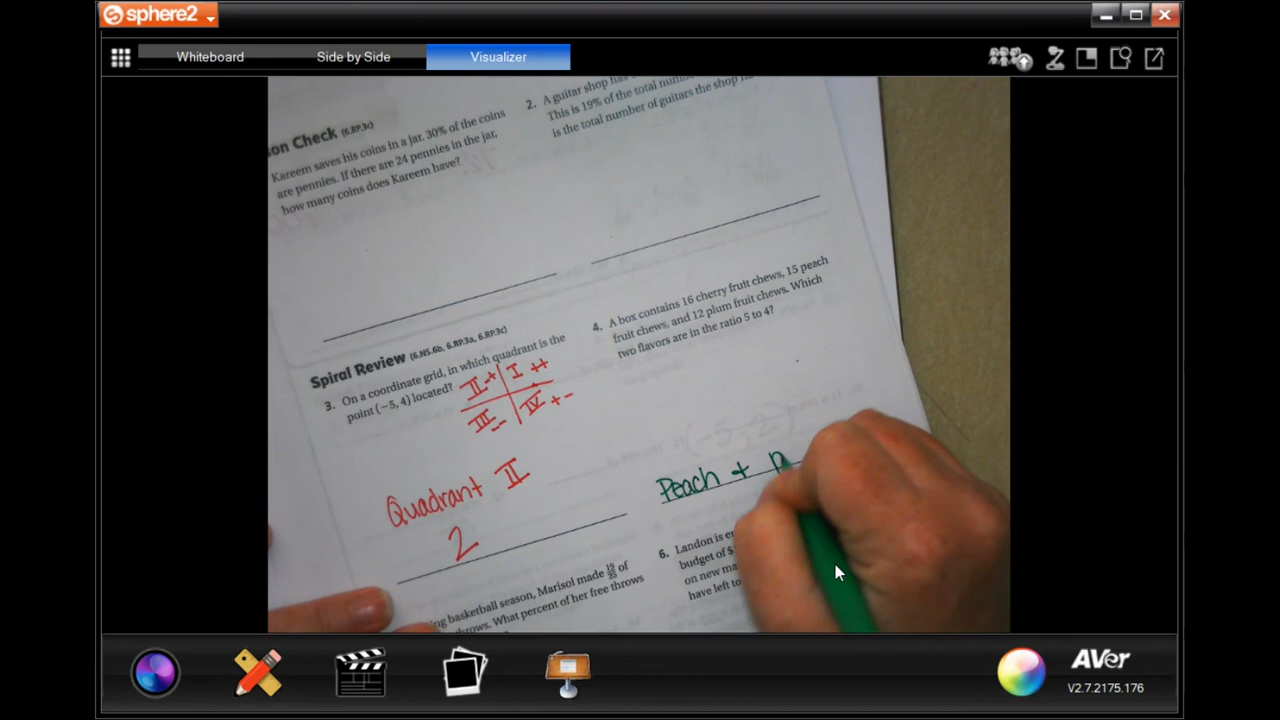 sphere2
Whiteboard
Side by Side
Visualizer
son Check (6.RP.3c)
Kareem saves his coins in a jar. 30% of the coins
are pennies. If there are 24 pennies in the jar,
how many coins does Kareem have?
2. A guitar shop has
This is 19% of the total
is the total number of guitars the shop
Spiral Review (6.NS.6b, 6.RP.3a, 6.RP.3c)
3. On a coordinate grid, in which quadrant is the
point (−5, 4) located?
II -+ I ++
III -- IV +-
Quadrant II
2
4. A box contains 16 cherry fruit chews, 15 peach
fruit chews, and 12 plum fruit chews. Which
two flavors are in the ratio 5 to 4?
(-5, 2)
Peach + P
ing basketball season, Marisol made 19/25 of
throws. What percent of her free throws
6. Landon is
budget of $
on new
have left to
AVer
V2.7.2175.176